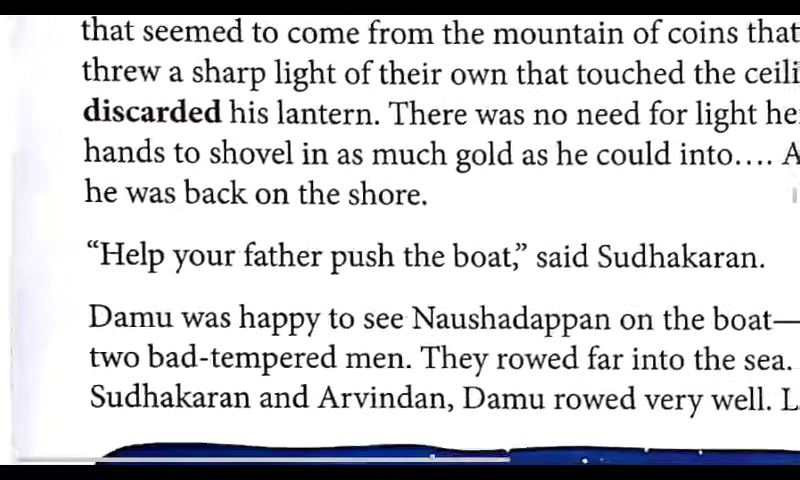 that seemed to come from the mountain of coins that
threw a sharp light of their own that touched the
discarded his lantern. There was no need for light
hands to shovel in as much gold as he could into….
he was back on the shore.
“Help your father push the boat,” said Sudhakaran.
Damu was happy to see Naushadappan on the boat—
two bad-tempered men. They rowed far into the sea.
Sudhakaran and Arvindan, Damu rowed very well.